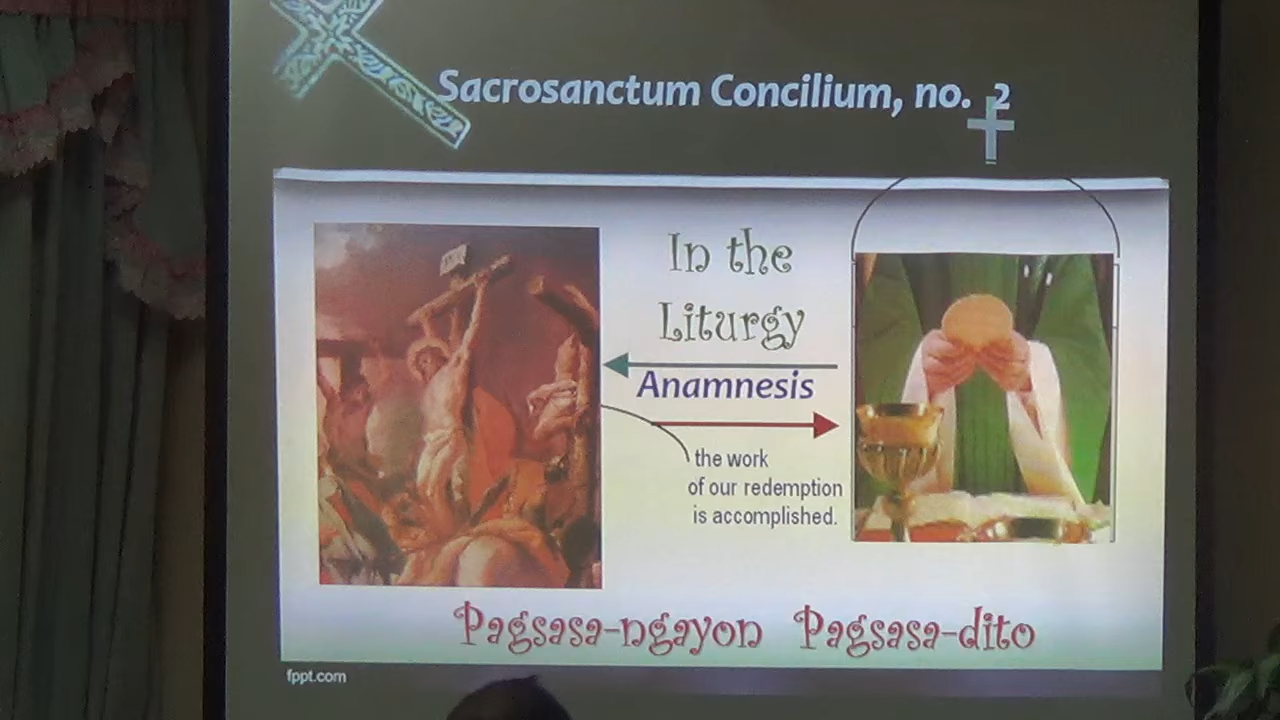 Sacrosanctum Concilium, no. 2
In the
Liturgy
Anamnesis
the work
of our redemption
is accomplished.
Pagsasa-ngayon Pagsasa-dito
fppt.com